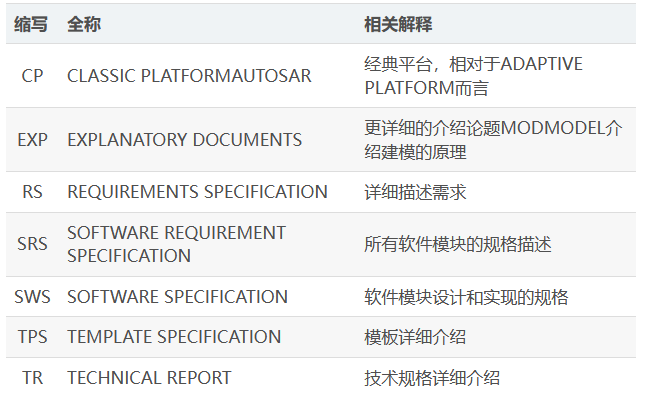 缩写 全称 相关解释
CP CLASSIC PLATFORMAUTOSAR 经典平台，相对于ADAPTIVE
PLATFORM而言
EXP EXPLANATORY DOCUMENTS 更详细的介绍论题MODMODEL介
绍建模的原理
RS REQUIREMENTS SPECIFICATION 详细描述需求
SRS SOFTWARE REQUIREMENT
SPECIFICATION 所有软件模块的规格描述
SWS SOFTWARE SPECIFICATION 软件模块设计和实现的规格
TPS TEMPLATE SPECIFICATION 模板详细介绍
TR TECHNICAL REPORT 技术规格详细介绍